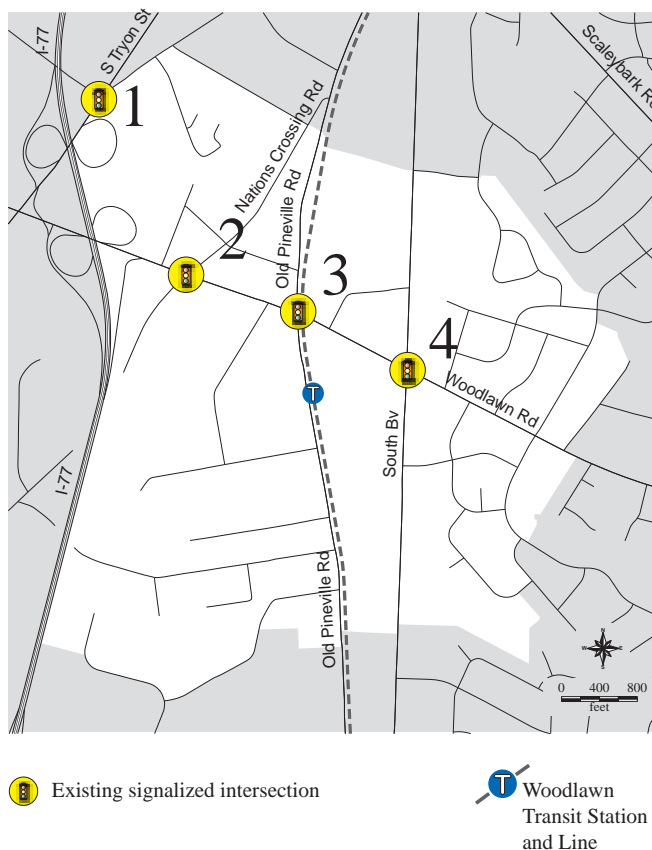 I-77
S Tryon St
Scaleybark Rd
1
Nations Crossing Rd
Old Pineville Rd
2
3
4
Woodlawn Rd
T
South Bv
I-77
Old Pineville Rd
N
W E
S
0 400 800
feet
Existing signalized intersection
T Woodlawn
Transit Station
and Line